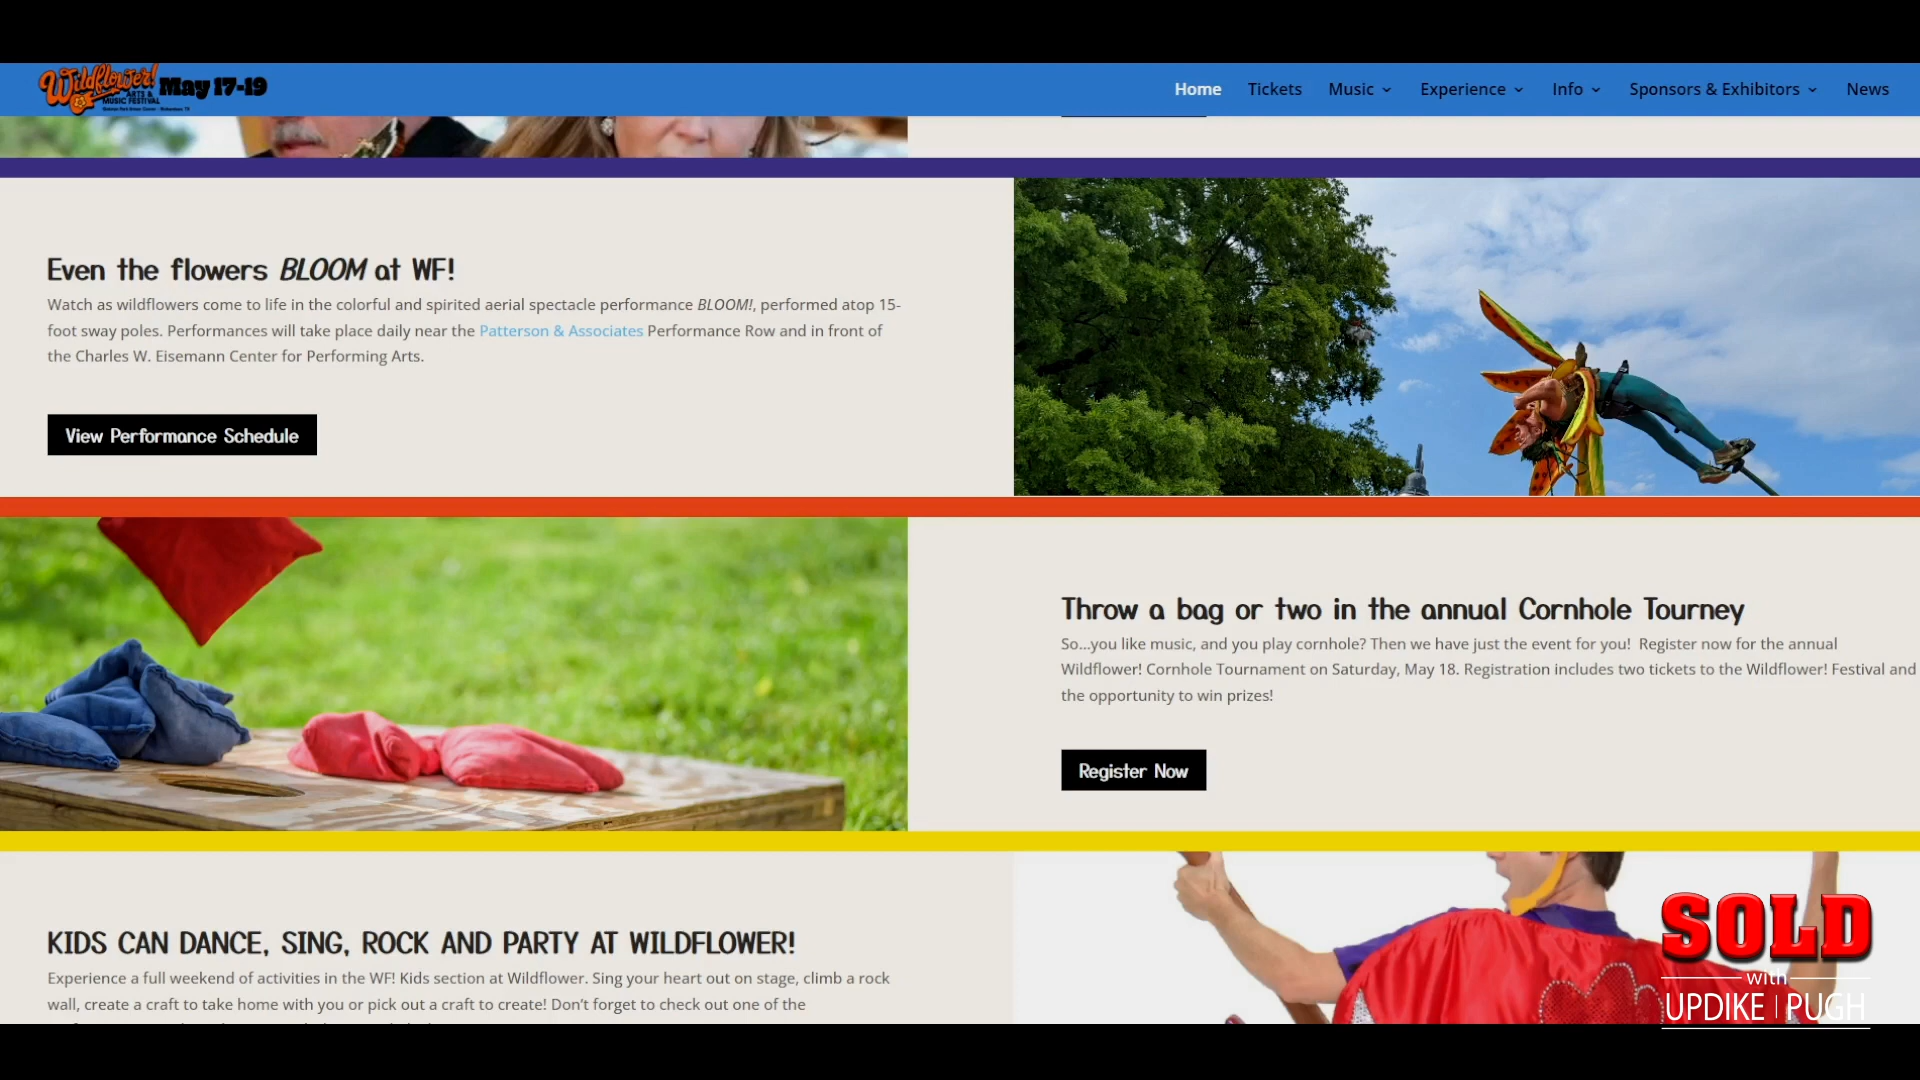 Wildflower!
ARTS &
MUSIC FESTIVAL
May 17-19
Home
Tickets
Music
Experience
Info
Sponsors & Exhibitors
News
Even the flowers BLOOM at WF!
Watch as wildflowers come to life in the colorful and spirited aerial spectacle performance BLOOM!, performed atop 15-
foot sway poles. Performances will take place daily near the Patterson & Associates Performance Row and in front of
the Charles W. Eisemann Center for Performing Arts.
View Performance Schedule
Throw a bag or two in the annual Cornhole Tourney
So...you like music, and you play cornhole? Then we have just the event for you!  Register now for the annual
Wildflower! Cornhole Tournament on Saturday, May 18. Registration includes two tickets to the Wildflower! Festival and
the opportunity to win prizes!
Register Now
KIDS CAN DANCE, SING, ROCK AND PARTY AT WILDFLOWER!
Experience a full weekend of activities in the WF! Kids section at Wildflower. Sing your heart out on stage, climb a rock
wall, create a craft to take home with you or pick out a craft to create! Don't forget to check out one of the
SOLD
with
UPDIKE | PUGH